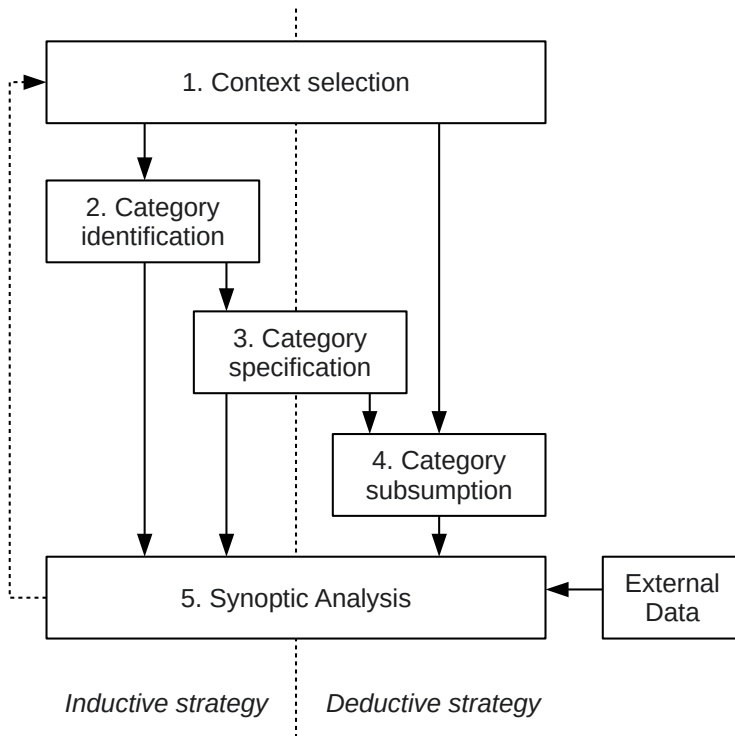 1. Context selection
2. Category
identification
3. Category
specification
4. Category
subsumption
5. Synoptic Analysis
External
Data
Inductive strategy
Deductive strategy